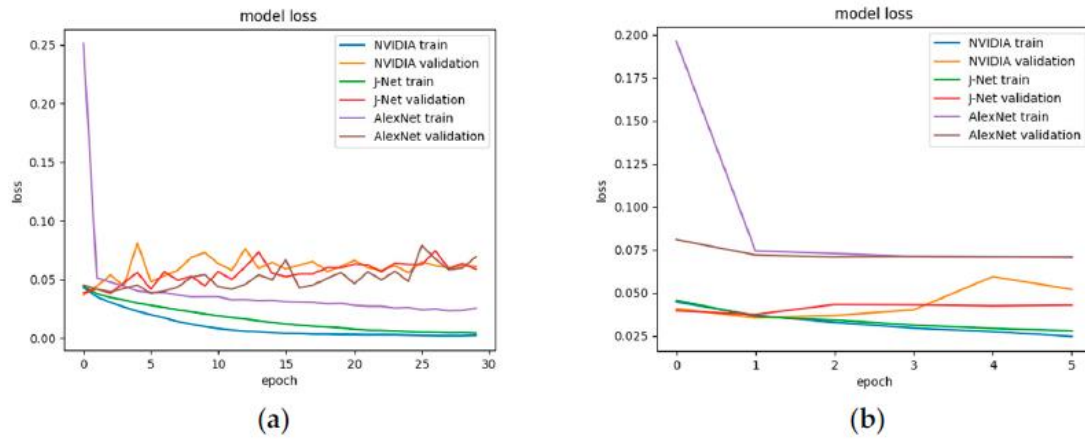 model loss
0.25
0.20
0.15
0.10
0.05
0.00
loss
NVIDIA train
NVIDIA validation
J-Net train
J-Net validation
AlexNet train
AlexNet validation
0 5 10 15 20 25 30
epoch
(a)
model loss
0.200
0.175
0.150
0.125
0.100
0.075
0.050
0.025
loss
NVIDIA train
NVIDIA validation
J-Net train
J-Net validation
AlexNet train
AlexNet validation
0 1 2 3 4 5
epoch
(b)